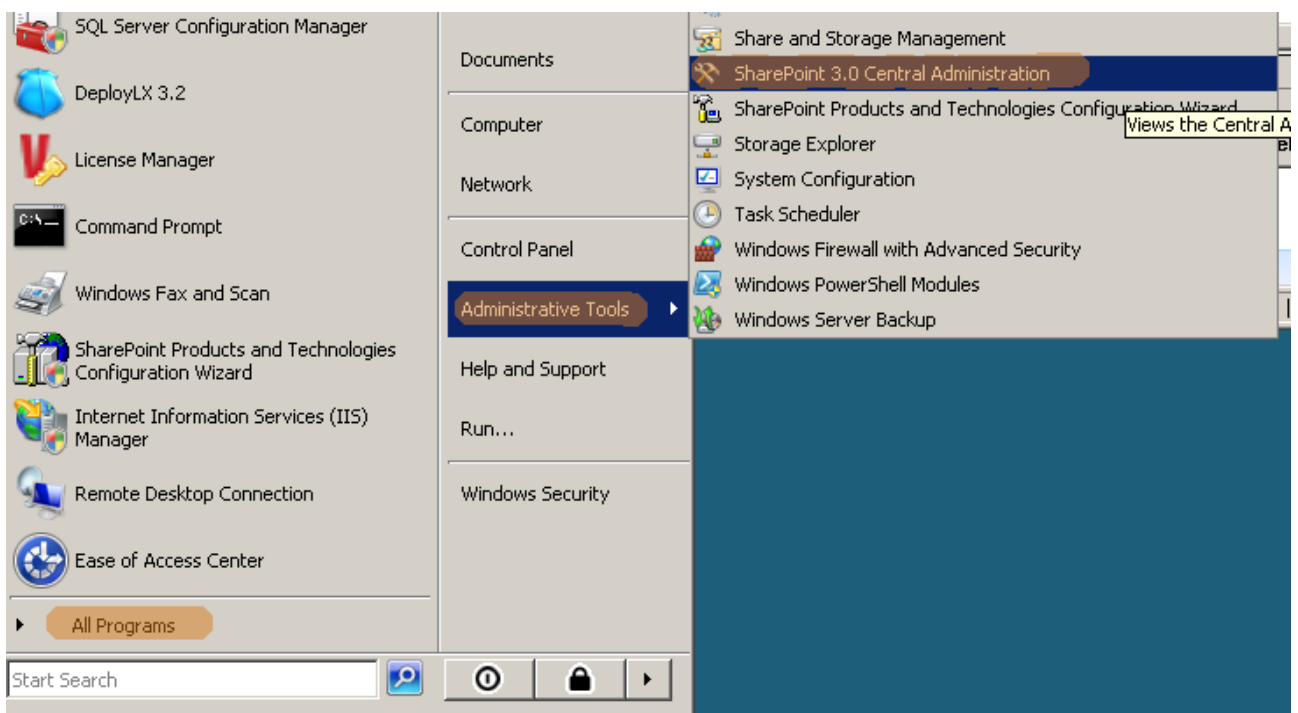 SQL Server Configuration Manager
DeployLX 3.2
License Manager
Command Prompt
Windows Fax and Scan
SharePoint Products and Technologies
Configuration Wizard
Internet Information Services (IIS)
Manager
Remote Desktop Connection
Ease of Access Center
All Programs
Start Search
Documents
Computer
Network
Control Panel
Administrative Tools
Help and Support
Run...
Windows Security
Share and Storage Management
SharePoint 3.0 Central Administration
SharePoint Products and Technologies Configuration Wizard
Views the Central A
Storage Explorer
System Configuration
Task Scheduler
Windows Firewall with Advanced Security
Windows PowerShell Modules
Windows Server Backup